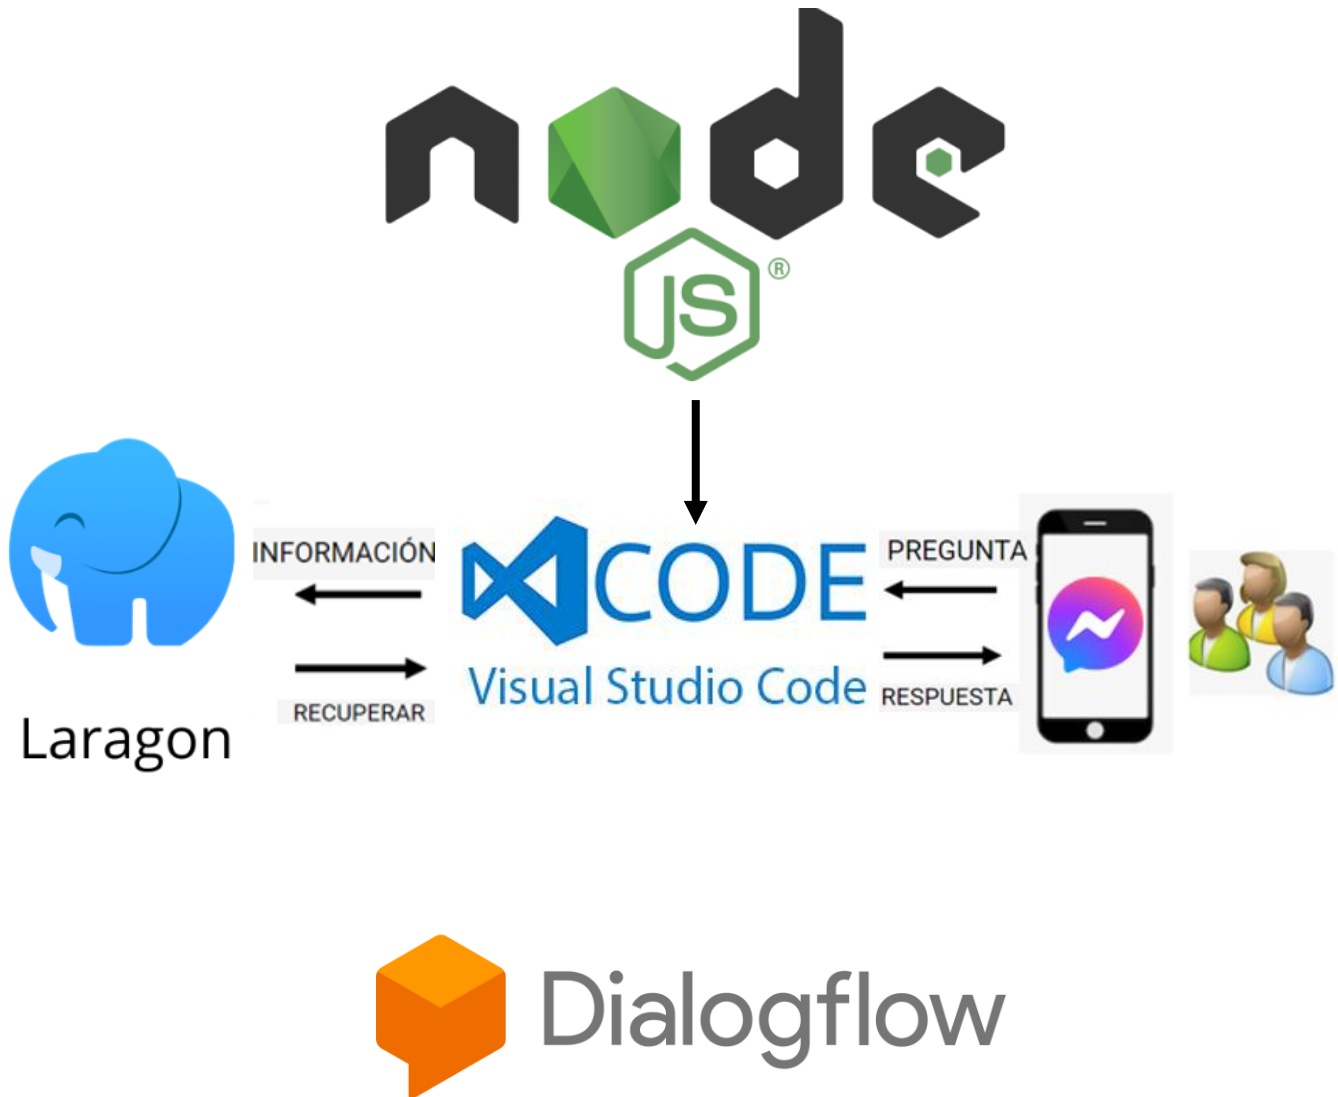 node
JS ®
INFORMACIÓN
PREGUNTA
CODE
Visual Studio Code
RECUPERAR
RESPUESTA
Laragon
Dialogflow